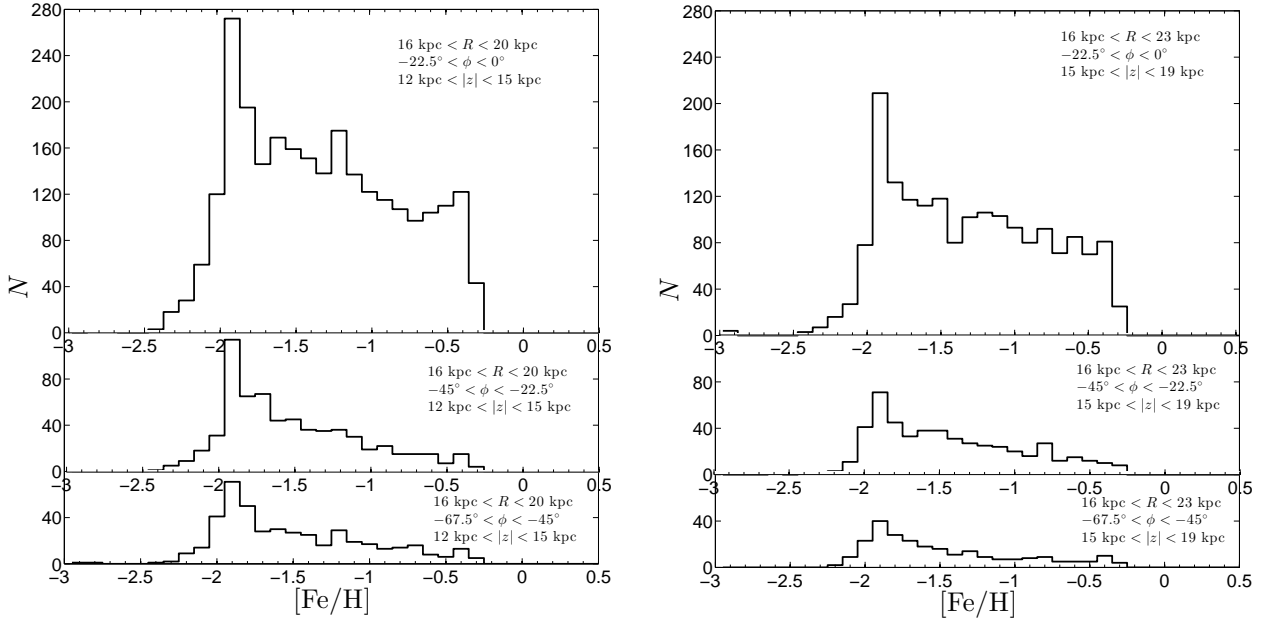 280
240
200
160
120
80
40
0
N
16 kpc < R < 20 kpc
−22.5° < ϕ < 0°
12 kpc < |z| < 15 kpc
−3 −2.5 −2 −1.5 −1 −0.5 0 0.5
80
40
0
16 kpc < R < 20 kpc
−45° < ϕ < −22.5°
12 kpc < |z| < 15 kpc
−3 −2.5 −2 −1.5 −1 −0.5 0 0.5
40
0
16 kpc < R < 20 kpc
−67.5° < ϕ < −45°
12 kpc < |z| < 15 kpc
−3 −2.5 −2 −1.5 −1 −0.5 0 0.5
[Fe/H]
280
240
200
160
120
80
40
0
N
16 kpc < R < 23 kpc
−22.5° < ϕ < 0°
15 kpc < |z| < 19 kpc
−3 −2.5 −2 −1.5 −1 −0.5 0 0.5
80
40
0
16 kpc < R < 23 kpc
−45° < ϕ < −22.5°
15 kpc < |z| < 19 kpc
−3 −2.5 −2 −1.5 −1 −0.5 0 0.5
40
0
16 kpc < R < 23 kpc
−67.5° < ϕ < −45°
15 kpc < |z| < 19 kpc
−3 −2.5 −2 −1.5 −1 −0.5 0 0.5
[Fe/H]